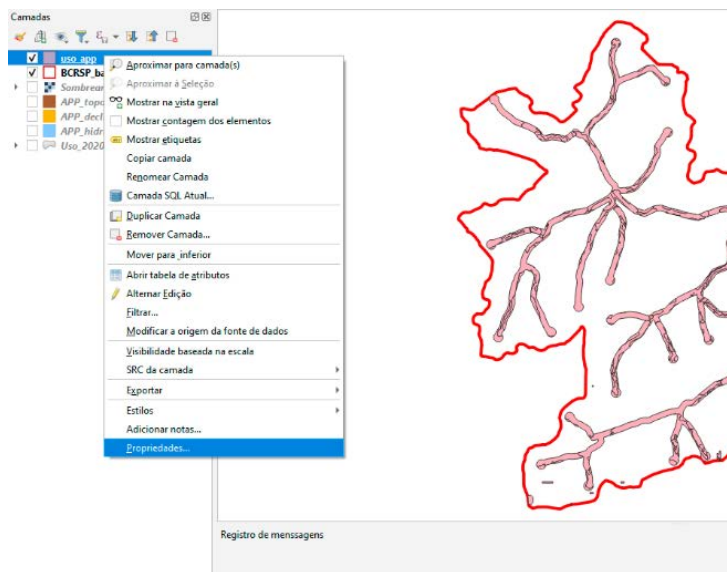 Camadas
uso_app
BCRSP_ba
Sombrear
APP_topo
APP_decl
APP_hidr
Uso_2020
Aproximar para camada(s)
Aproximar à Seleção
Mostrar na vista geral
Mostrar contagem dos elementos
Mostrar etiquetas
Copiar camada
Renomear Camada
Camada SQL Atual...
Duplicar Camada
Remover Camada...
Mover para _inferior
Abrir tabela de atributos
Alternar Edição
Filtrar...
Modificar a origem da fonte de dados
Visibilidade baseada na escala
SRC da camada
Exportar
Estilos
Adicionar notas...
Propriedades...
Registro de menssagens